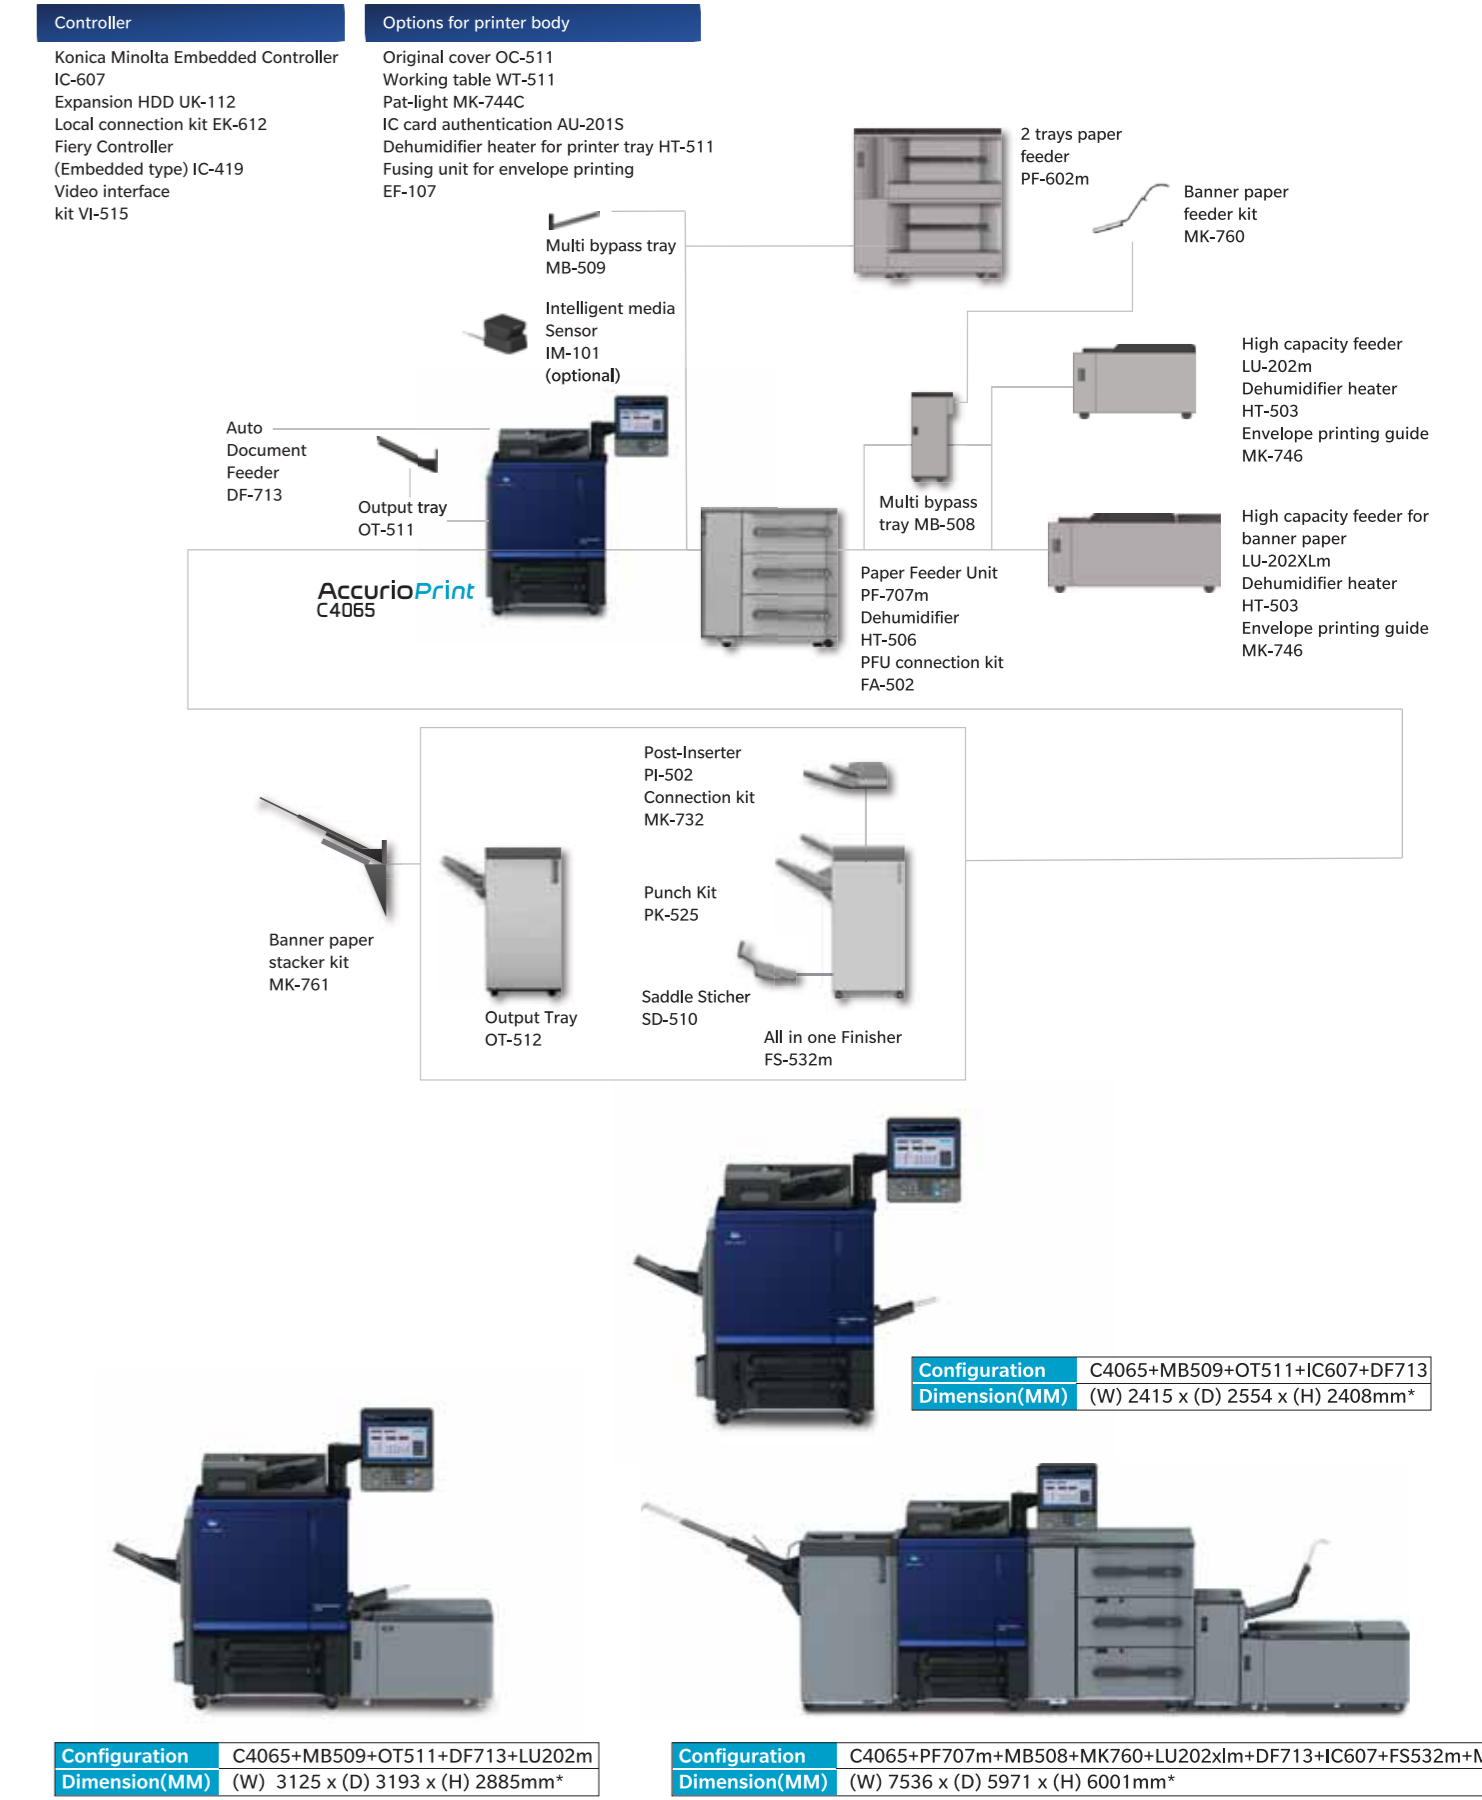 Controller
Konica Minolta Embedded Controller
IC-607
Expansion HDD UK-112
Local connection kit EK-612
Fiery Controller
(Embedded type) IC-419
Video interface
kit VI-515
Options for printer body
Original cover OC-511
Working table WT-511
Pat-light MK-744C
IC card authentication AU-201S
Dehumidifier heater for printer tray HT-511
Fusing unit for envelope printing
EF-107
2 trays paper
feeder
PF-602m
Banner paper
feeder kit
MK-760
Multi bypass tray
MB-509
Intelligent media
Sensor
IM-101
(optional)
High capacity feeder
LU-202m
Dehumidifier heater
HT-503
Envelope printing guide
MK-746
Auto
Document
Feeder
DF-713
Output tray
OT-511
Multi bypass
tray MB-508
High capacity feeder for
banner paper
LU-202XLm
Dehumidifier heater
HT-503
Envelope printing guide
MK-746
AccurioPrint
C4065
Paper Feeder Unit
PF-707m
Dehumidifier
HT-506
PFU connection kit
FA-502
Post-Inserter
PI-502
Connection kit
MK-732
Punch Kit
PK-525
Banner paper
stacker kit
MK-761
Saddle Sticher
SD-510
Output Tray
OT-512
All in one Finisher
FS-532m
Configuration C4065+MB509+OT511+IC607+DF713
Dimension(MM) (W) 2415 x (D) 2554 x (H) 2408mm*
Configuration C4065+MB509+OT511+DF713+LU202m
Dimension(MM) (W) 3125 x (D) 3193 x (H) 2885mm*
Configuration C4065+PF707m+MB508+MK760+LU202xlm+DF713+IC607+FS532m+M
Dimension(MM) (W) 7536 x (D) 5971 x (H) 6001mm*